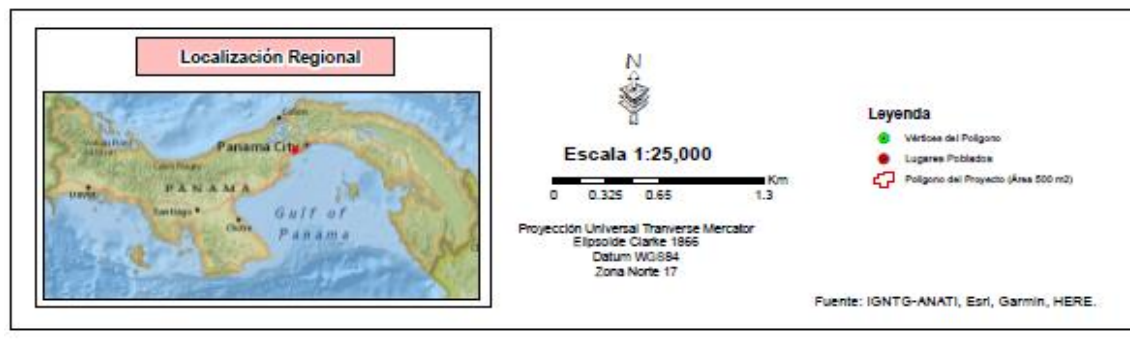 Localización Regional
Colón
Panama City
David
PANAMA
Santiago
Chitre
Gulf of
Panama
N
Escala 1:25,000
Km
0 0.325 0.65 1.3
Proyección Universal Tranverse Mercator
Elipsoide Clarke 1866
Datum WGS84
Zona Norte 17
Leyenda
Vértices del Polígono
Lugares Poblados
Polígono del Proyecto (Área 500 m2)
Fuente: IGNTG-ANATI, Esri, Garmin, HERE.